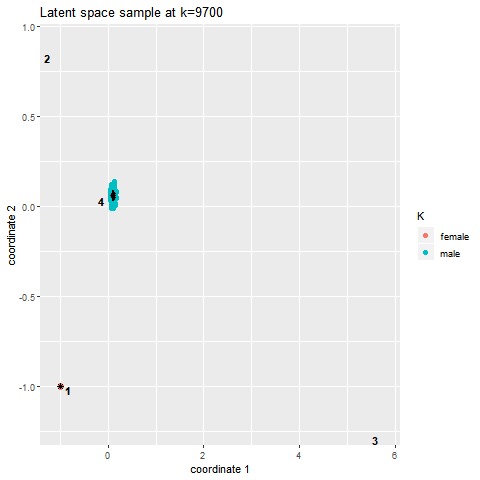 Latent space sample at k=9700
1.0
2
0.5
4
0.0
-0.5
-1.0
1
3
0
2
4
6
coordinate 1
coordinate 2
K
female
male